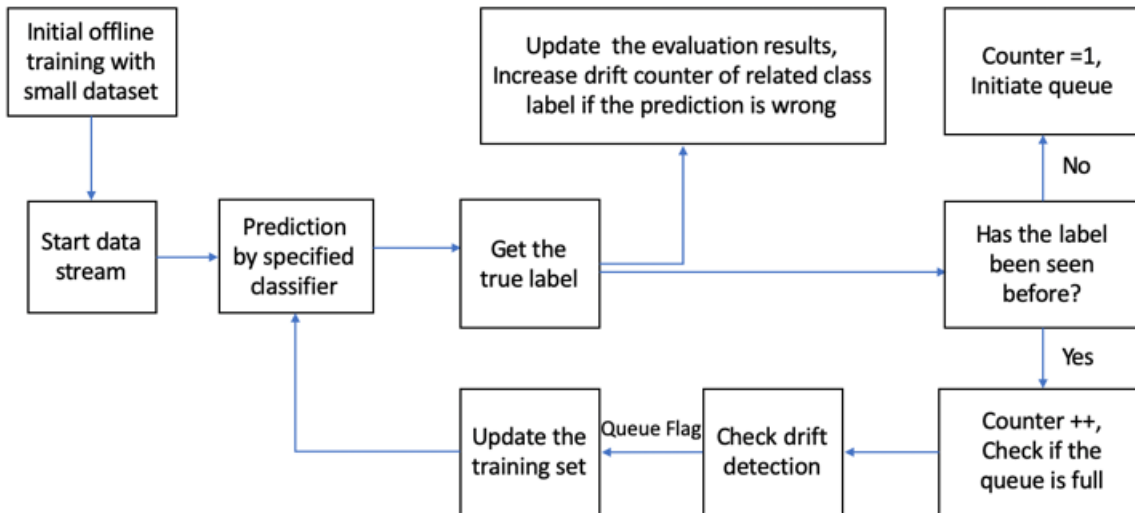 Initial offline
training with
small dataset
Update the evaluation results,
Increase drift counter of related class
label if the prediction is wrong
Counter =1,
Initiate queue
No
Start data
stream
Prediction
by specified
classifier
Get the
true label
Has the label
been seen
before?
Yes
Update the
training set
Queue Flag
Check drift
detection
Counter ++,
Check if the
queue is full